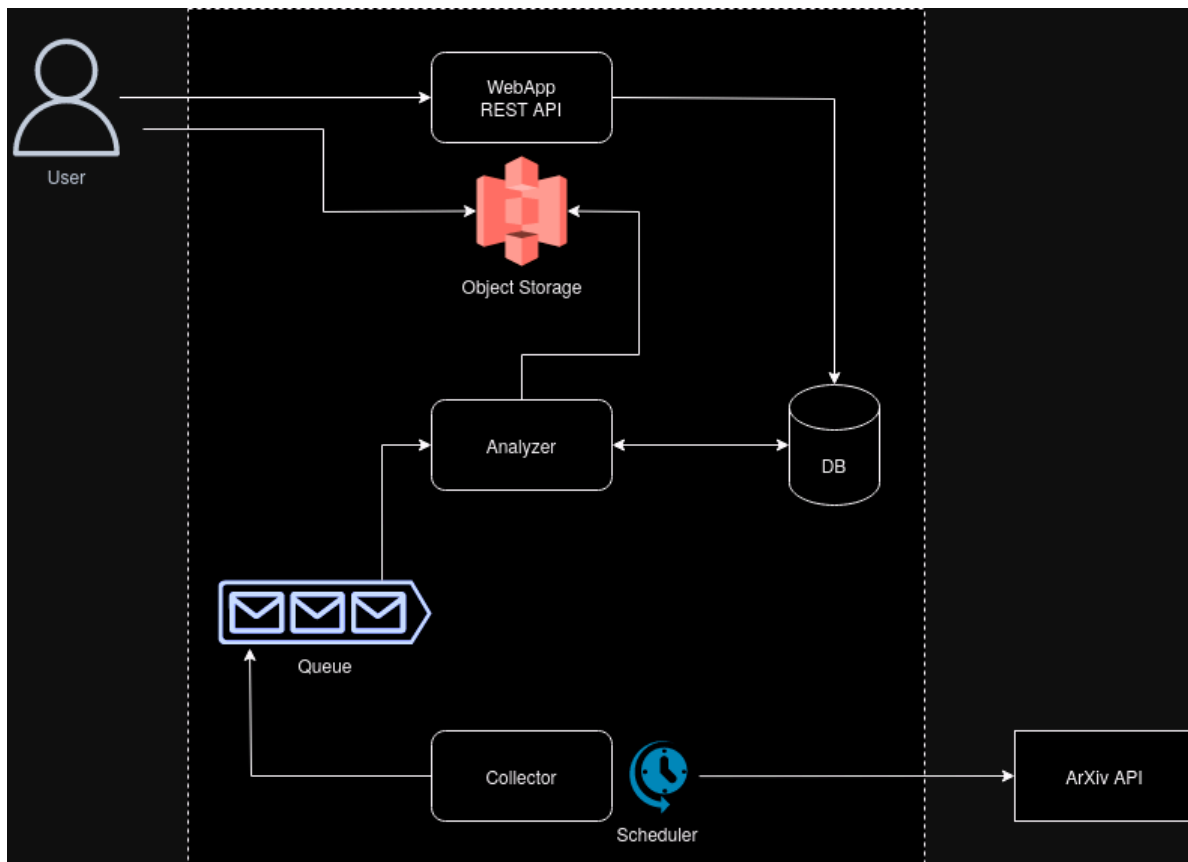 WebApp
REST API
User
Object Storage
Analyzer
DB
Queue
Collector
ArXiv API
Scheduler